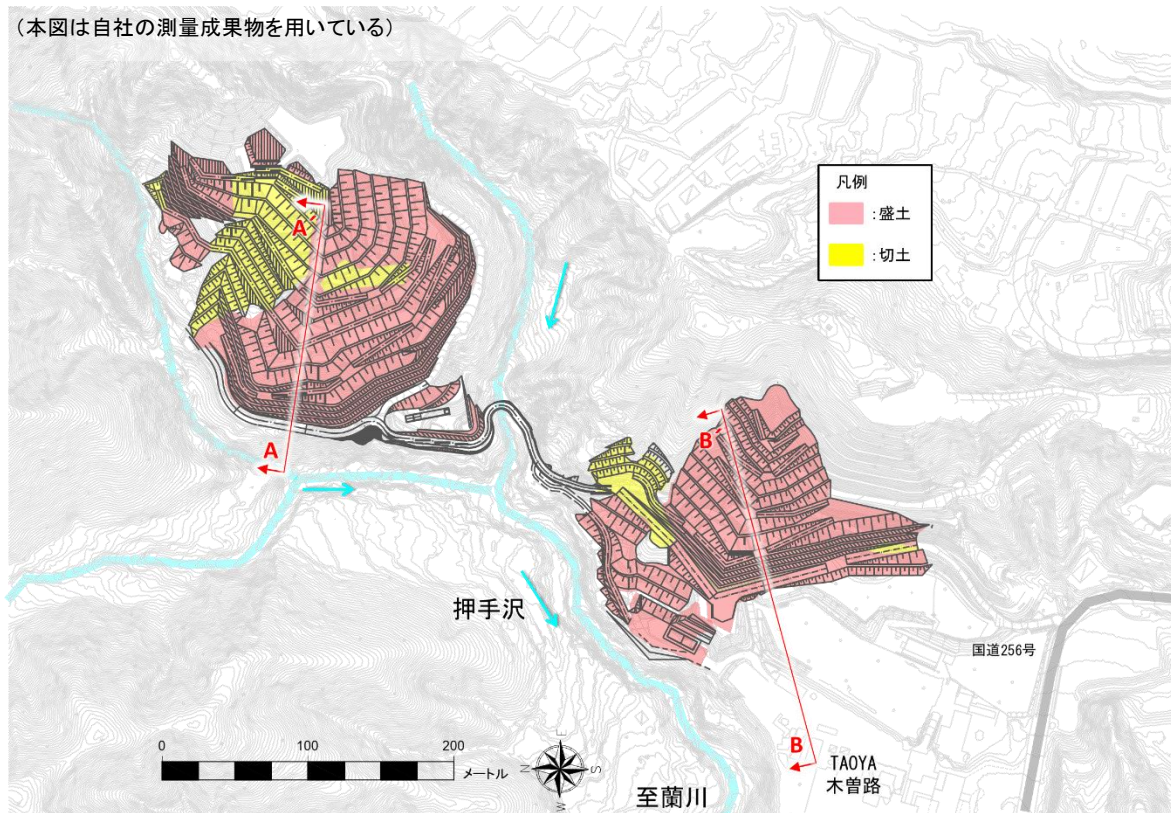 (本図は自社の測量成果物を用いている)
凡例
:盛土
:切土
A´
A
B´
押手沢
国道256号
0 100 200
メートル
E
N S
W
B
TAOYA
木曽路
至蘭川